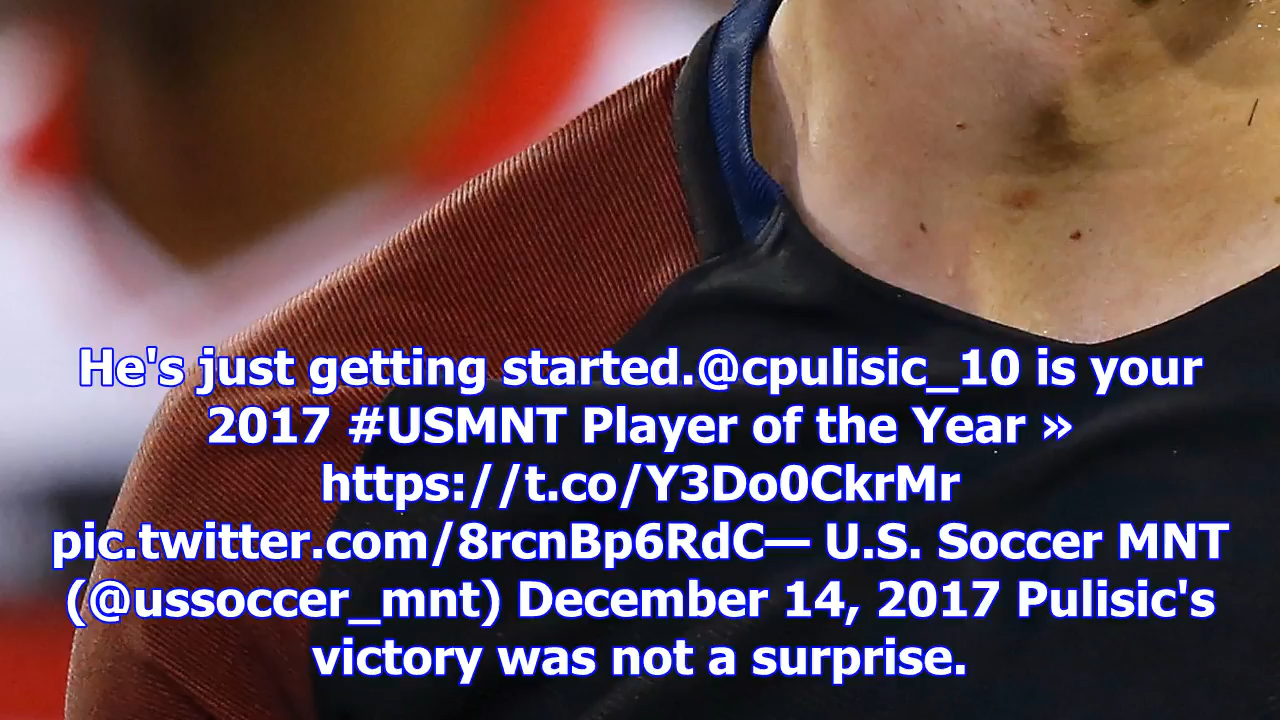 He's just getting started.@cpulisic_10 is your
2017 #USMNT Player of the Year »
https://t.co/Y3Do0CkrMr
pic.twitter.com/8rcnBp6RdC— U.S. Soccer MNT
(@ussoccer_mnt) December 14, 2017 Pulisic's
victory was not a surprise.